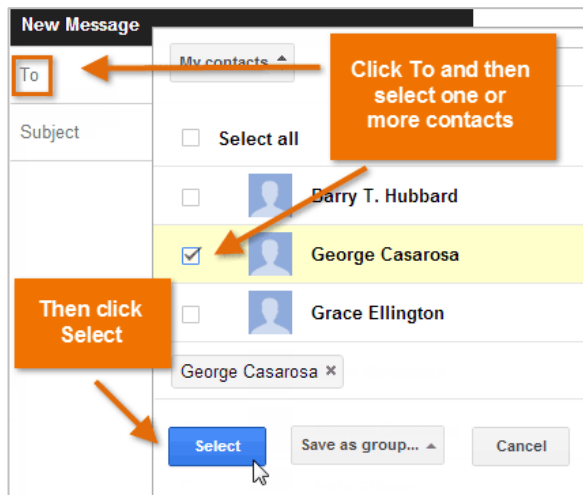 New Message
To
My contacts
Click To and then
select one or
more contacts
Subject
Select all
Barry T. Hubbard
George Casarosa
Then click
Select
Grace Ellington
George Casarosa ×
Select
Save as group...
Cancel